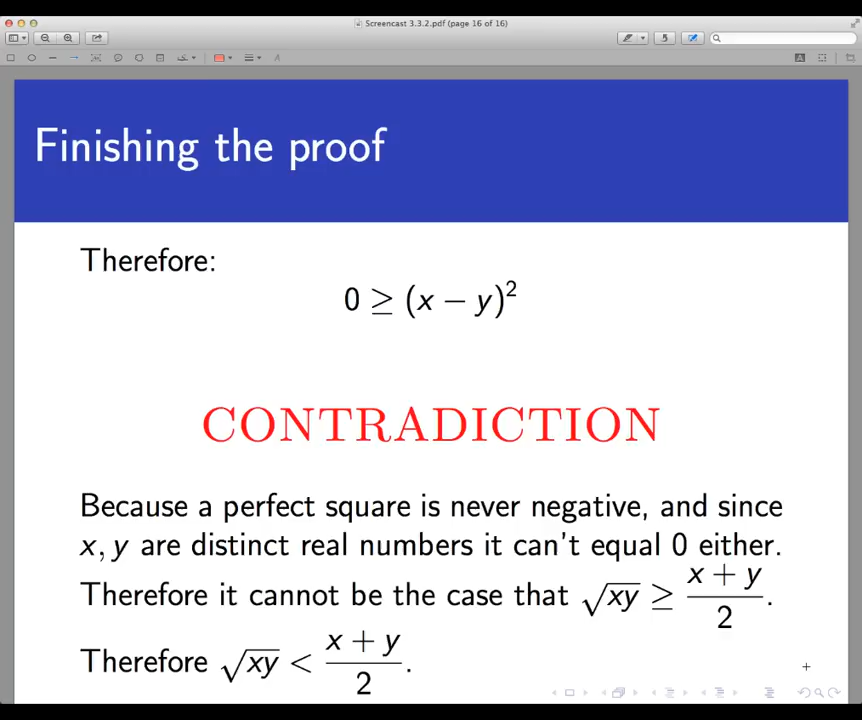 Screencast 3.3.2.pdf (page 16 of 16)
Finishing the proof
Therefore:
0 ≥ (x − y)²
CONTRADICTION
Because a perfect square is never negative, and since
x, y are distinct real numbers it can't equal 0 either.
Therefore it cannot be the case that √xy ≥ (x + y)/2.
Therefore √xy < (x + y)/2.